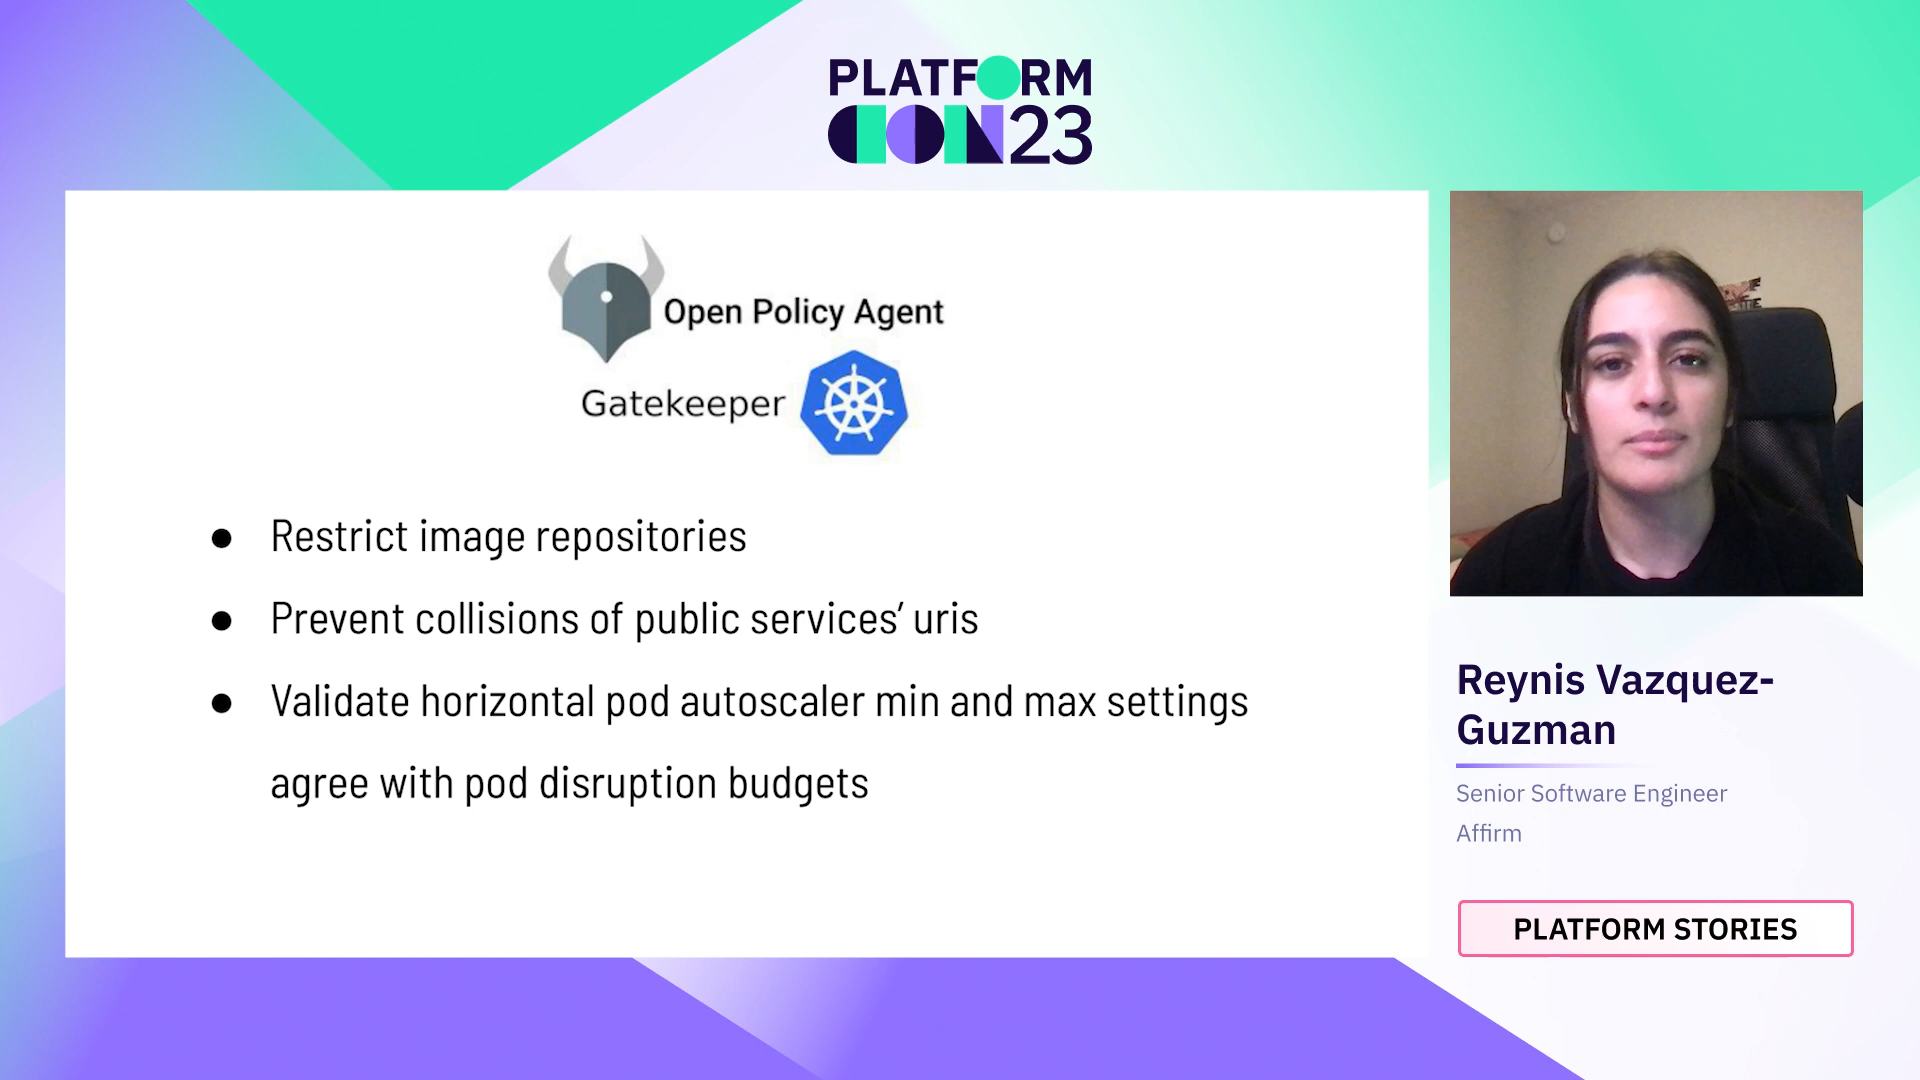 PLATFORM
CON23
Open Policy Agent
Gatekeeper
● Restrict image repositories
● Prevent collisions of public services’ uris
● Validate horizontal pod autoscaler min and max settings
agree with pod disruption budgets
Reynis Vazquez-
Guzman
Senior Software Engineer
Affirm
PLATFORM STORIES